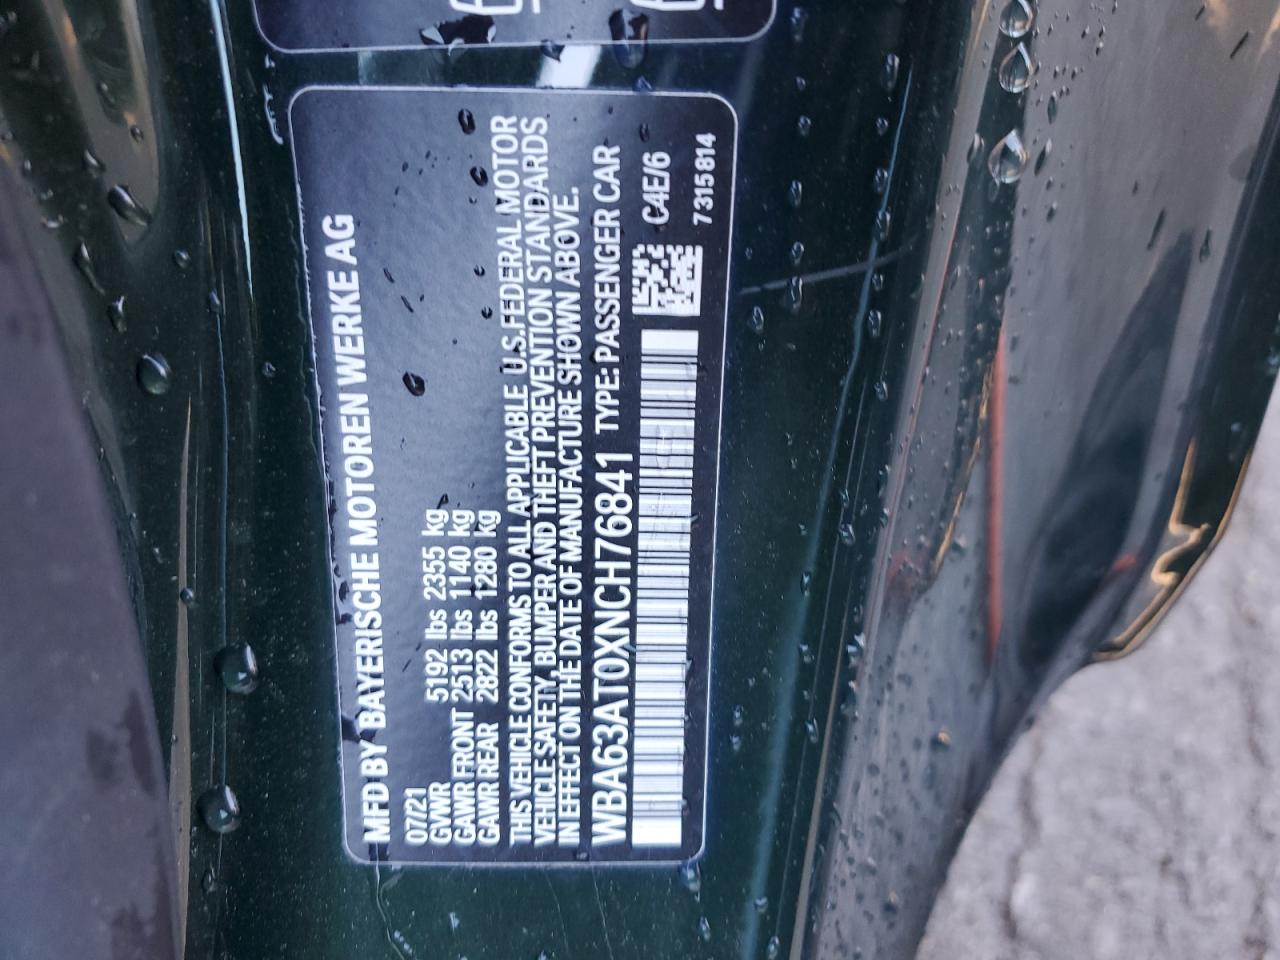 MFD BY BAYERISCHE MOTOREN WERKE AG
07/21
GVWR 5192 lbs 2355 kg
GAWR FRONT 2513 lbs 1140 kg
GAWR REAR 2822 lbs 1280 kg
THIS VEHICLE CONFORMS TO ALL APPLICABLE U.S.FEDERAL MOTOR
VEHICLE SAFETY, BUMPER AND THEFT PREVENTION STANDARDS
IN EFFECT ON THE DATE OF MANUFACTURE SHOWN ABOVE.
WBA63AT0XNCH76841 TYPE: PASSENGER CAR
C4E/6
7315814